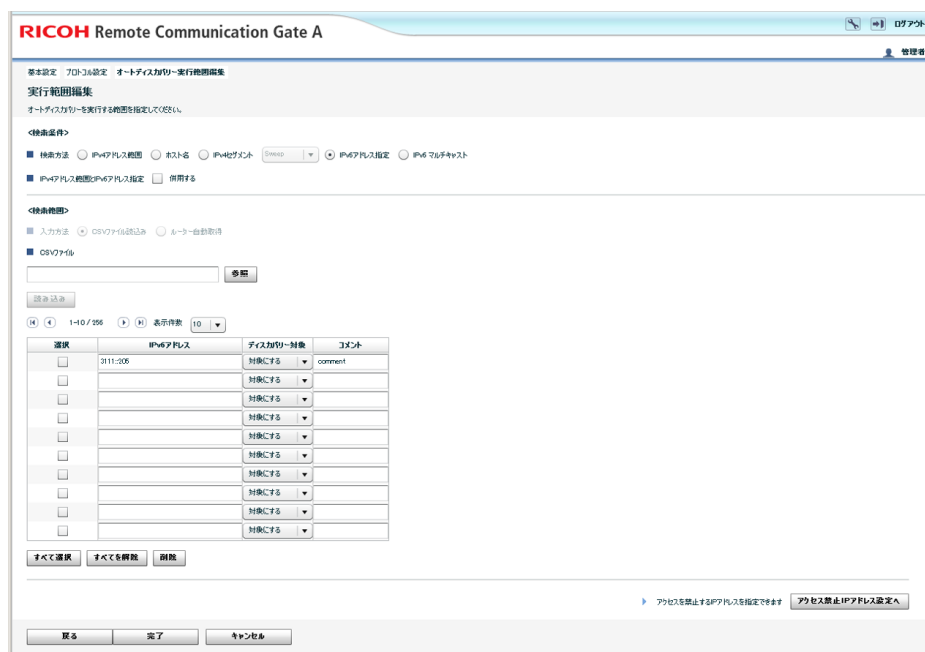 RICOH Remote Communication Gate A
ログアウト
管理者
基本設定 プロトコル設定 オートディスカバリー実行範囲編集
実行範囲編集
オートディスカバリーを実行する範囲を指定してください。
<検索条件>
検索方法 IPv4アドレス範囲 ホスト名 IPv4セグメント Sweep IPv6アドレス指定 IPv6 マルチキャスト
IPv4アドレス範囲とIPv6アドレス指定 併用する
<検索範囲>
入力方法 CSVファイル読込み ルーター自動取得
CSVファイル
参照
読み込み
1-10 / 256 表示件数 10
選択 IPv6アドレス ディスカバリー対象 コメント
3111::205 対象にする comment
対象にする
対象にする
対象にする
対象にする
対象にする
対象にする
対象にする
対象にする
対象にする
すべて選択 すべてを解除 削除
アクセスを禁止するIPアドレスを指定できます アクセス禁止IPアドレス設定へ
戻る 完了 キャンセル